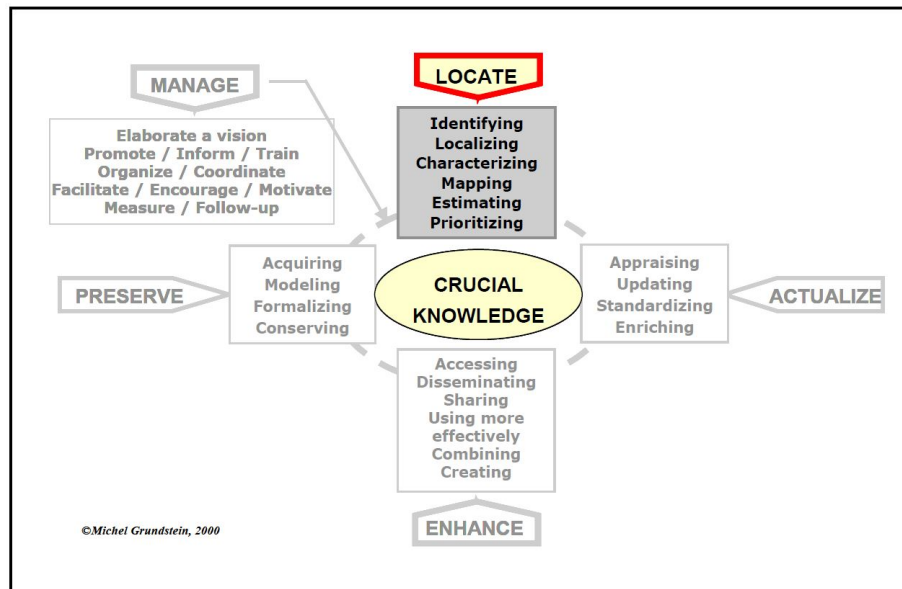 MANAGE
Elaborate a vision
Promote / Inform / Train
Organize / Coordinate
Facilitate / Encourage / Motivate
Measure / Follow-up
LOCATE
Identifying
Localizing
Characterizing
Mapping
Estimating
Prioritizing
PRESERVE
Acquiring
Modeling
Formalizing
Conserving
CRUCIAL
KNOWLEDGE
Appraising
Updating
Standardizing
Enriching
ACTUALIZE
Accessing
Disseminating
Sharing
Using more
effectively
Combining
Creating
ENHANCE
©Michel Grundstein, 2000